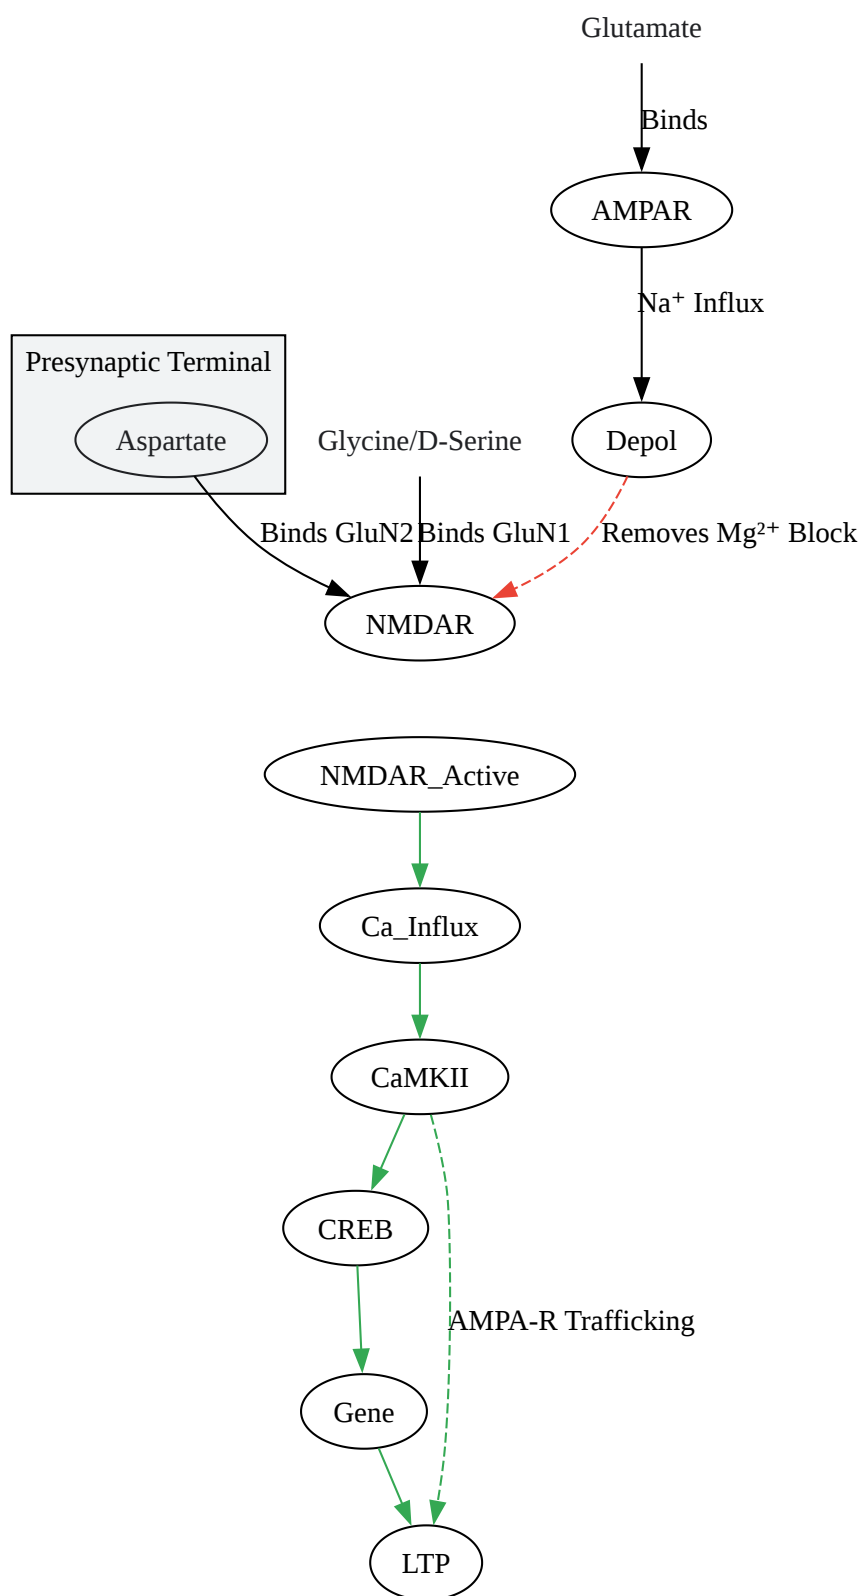 Glutamate
Binds
AMPAR
Na⁺ Influx
Presynaptic Terminal
Aspartate
Glycine/D-Serine
Depol
Binds GluN2
Binds GluN1
Removes Mg²⁺ Block
NMDAR
NMDAR_Active
Ca_Influx
CaMKII
CREB
AMPA-R Trafficking
Gene
LTP